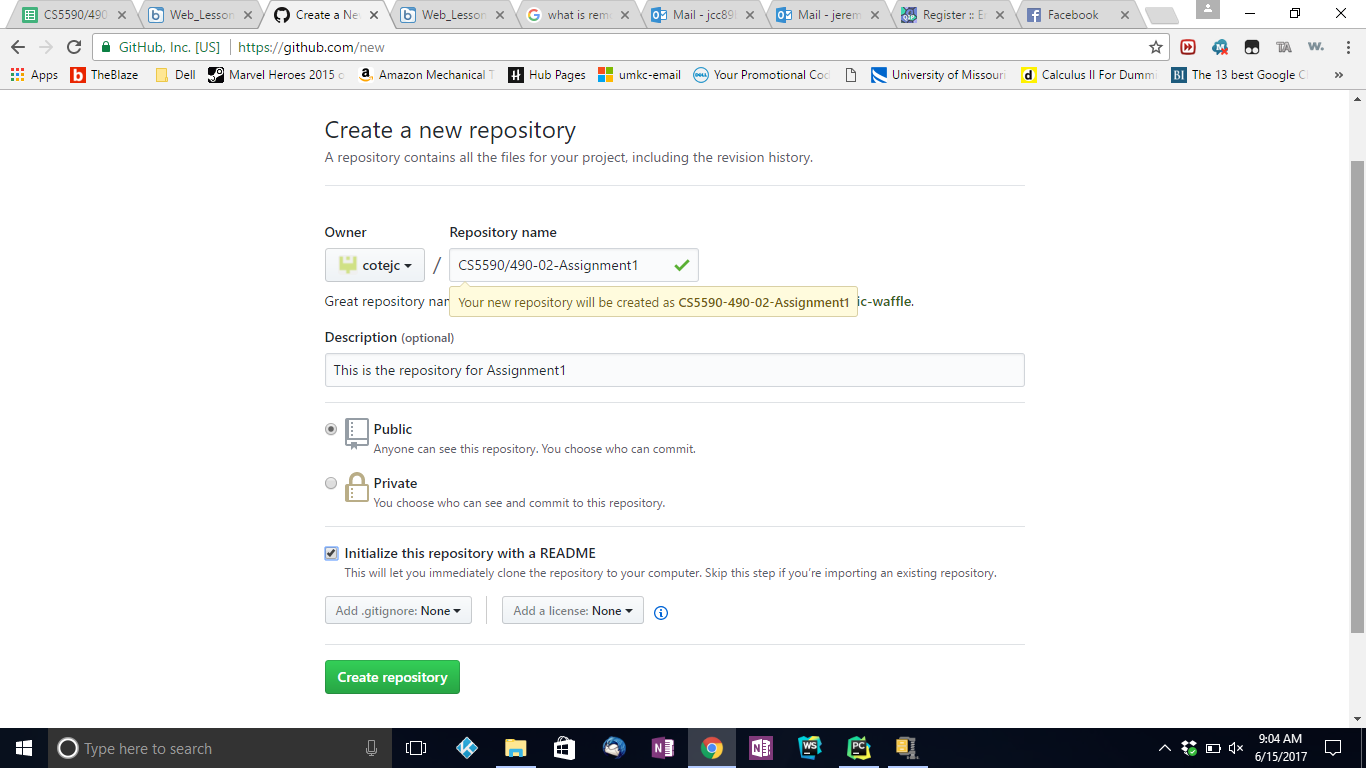 CS5590/490
Web_Lesson
Create a Ne
Web_Lesson
what is rem
Mail - jcc89
Mail - jerem
Register :: E
Facebook
GitHub, Inc. [US] https://github.com/new
Apps TheBlaze Dell Marvel Heroes 2015 Amazon Mechanical T Hub Pages umkc-email Your Promotional Cod University of Missour Calculus II For Dumm The 13 best Google C »
Create a new repository
A repository contains all the files for your project, including the revision history.
Owner Repository name
cotejc / CS5590/490-02-Assignment1
Great repository nam ic-waffle.
Your new repository will be created as CS5590-490-02-Assignment1
Description (optional)
This is the repository for Assignment1
Public
Anyone can see this repository. You choose who can commit.
Private
You choose who can see and commit to this repository.
Initialize this repository with a README
This will let you immediately clone the repository to your computer. Skip this step if you’re importing an existing repository.
Add .gitignore: None Add a license: None
Create repository
Type here to search
9:04 AM
6/15/2017